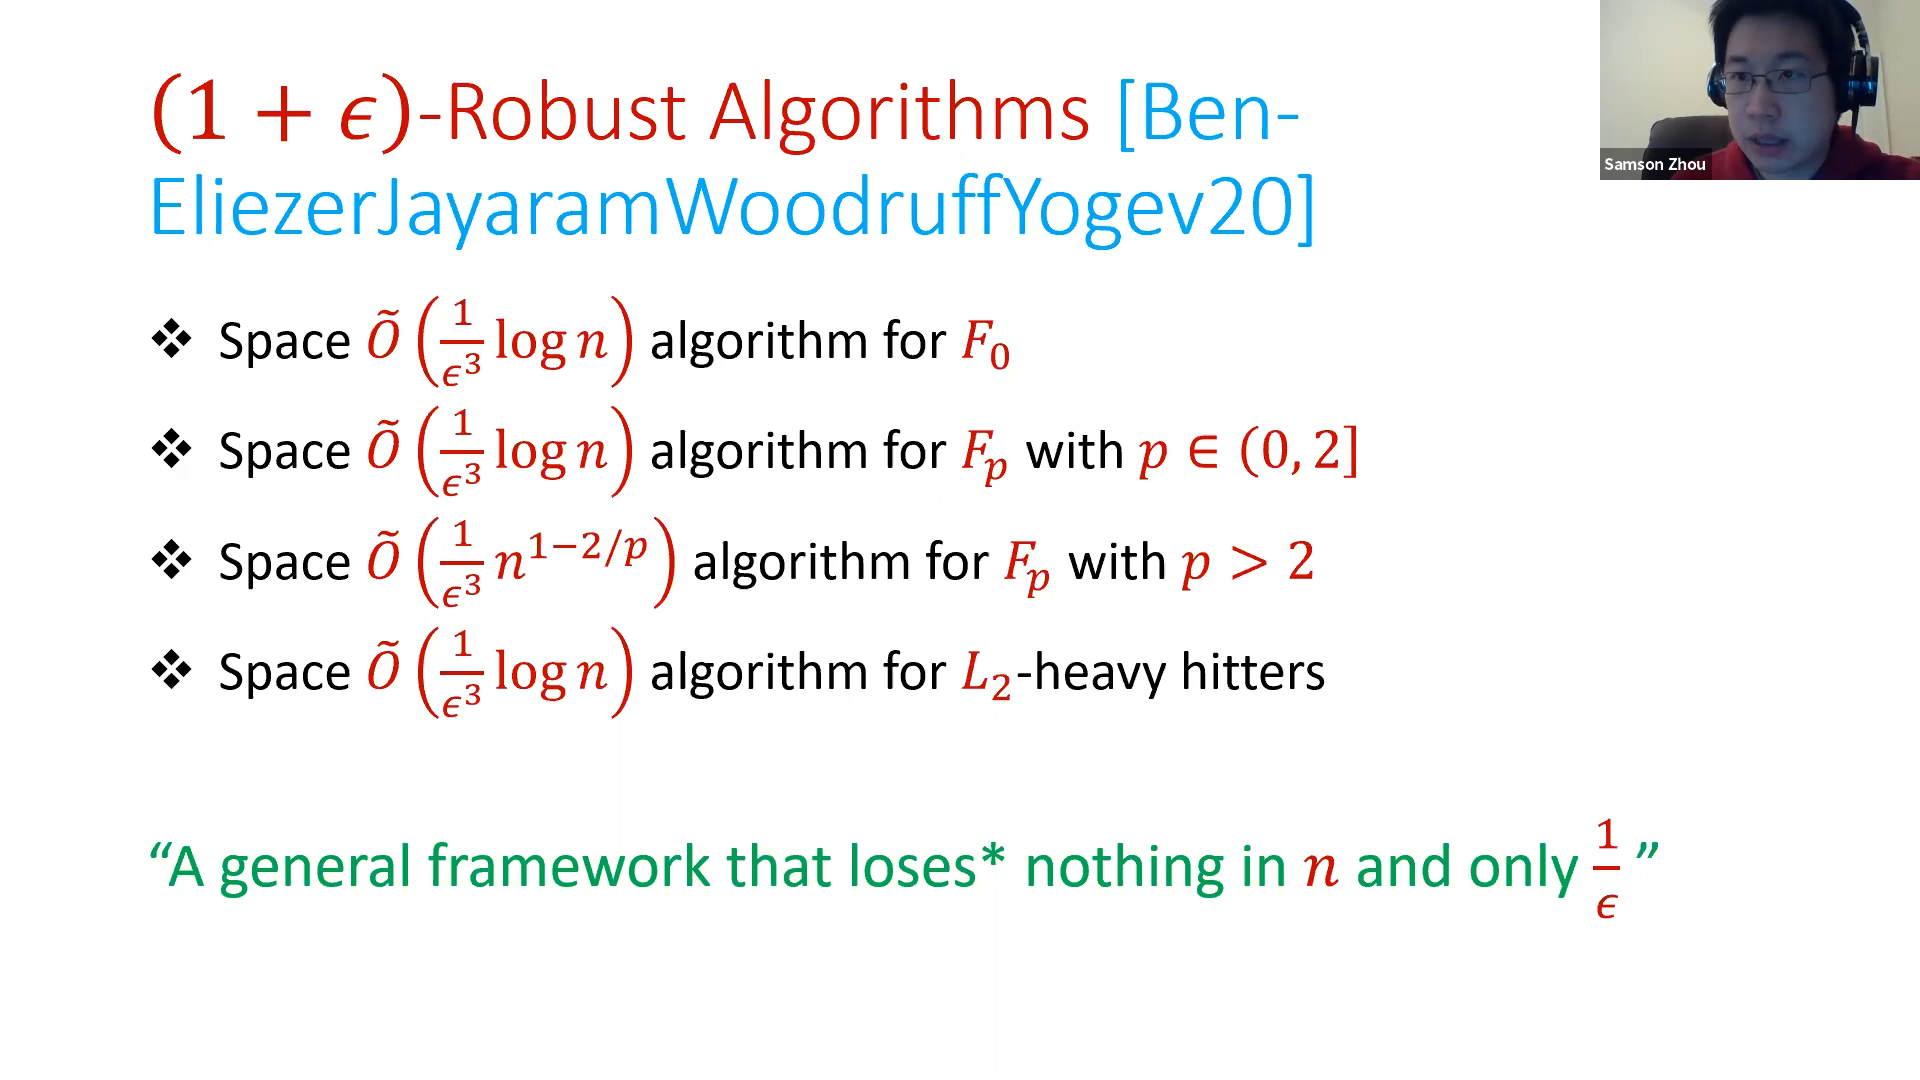 (1 + ϵ)-Robust Algorithms [Ben-
EliezerJayaramWoodruffYogev20]
Samson Zhou
❖ Space Õ(1/ϵ³ log n) algorithm for F₀
❖ Space Õ(1/ϵ³ log n) algorithm for Fₚ with p ∈ (0, 2]
❖ Space Õ(1/ϵ³ n^{1−2/p}) algorithm for Fₚ with p > 2
❖ Space Õ(1/ϵ³ log n) algorithm for L₂-heavy hitters
“A general framework that loses* nothing in n and only 1/ϵ ”